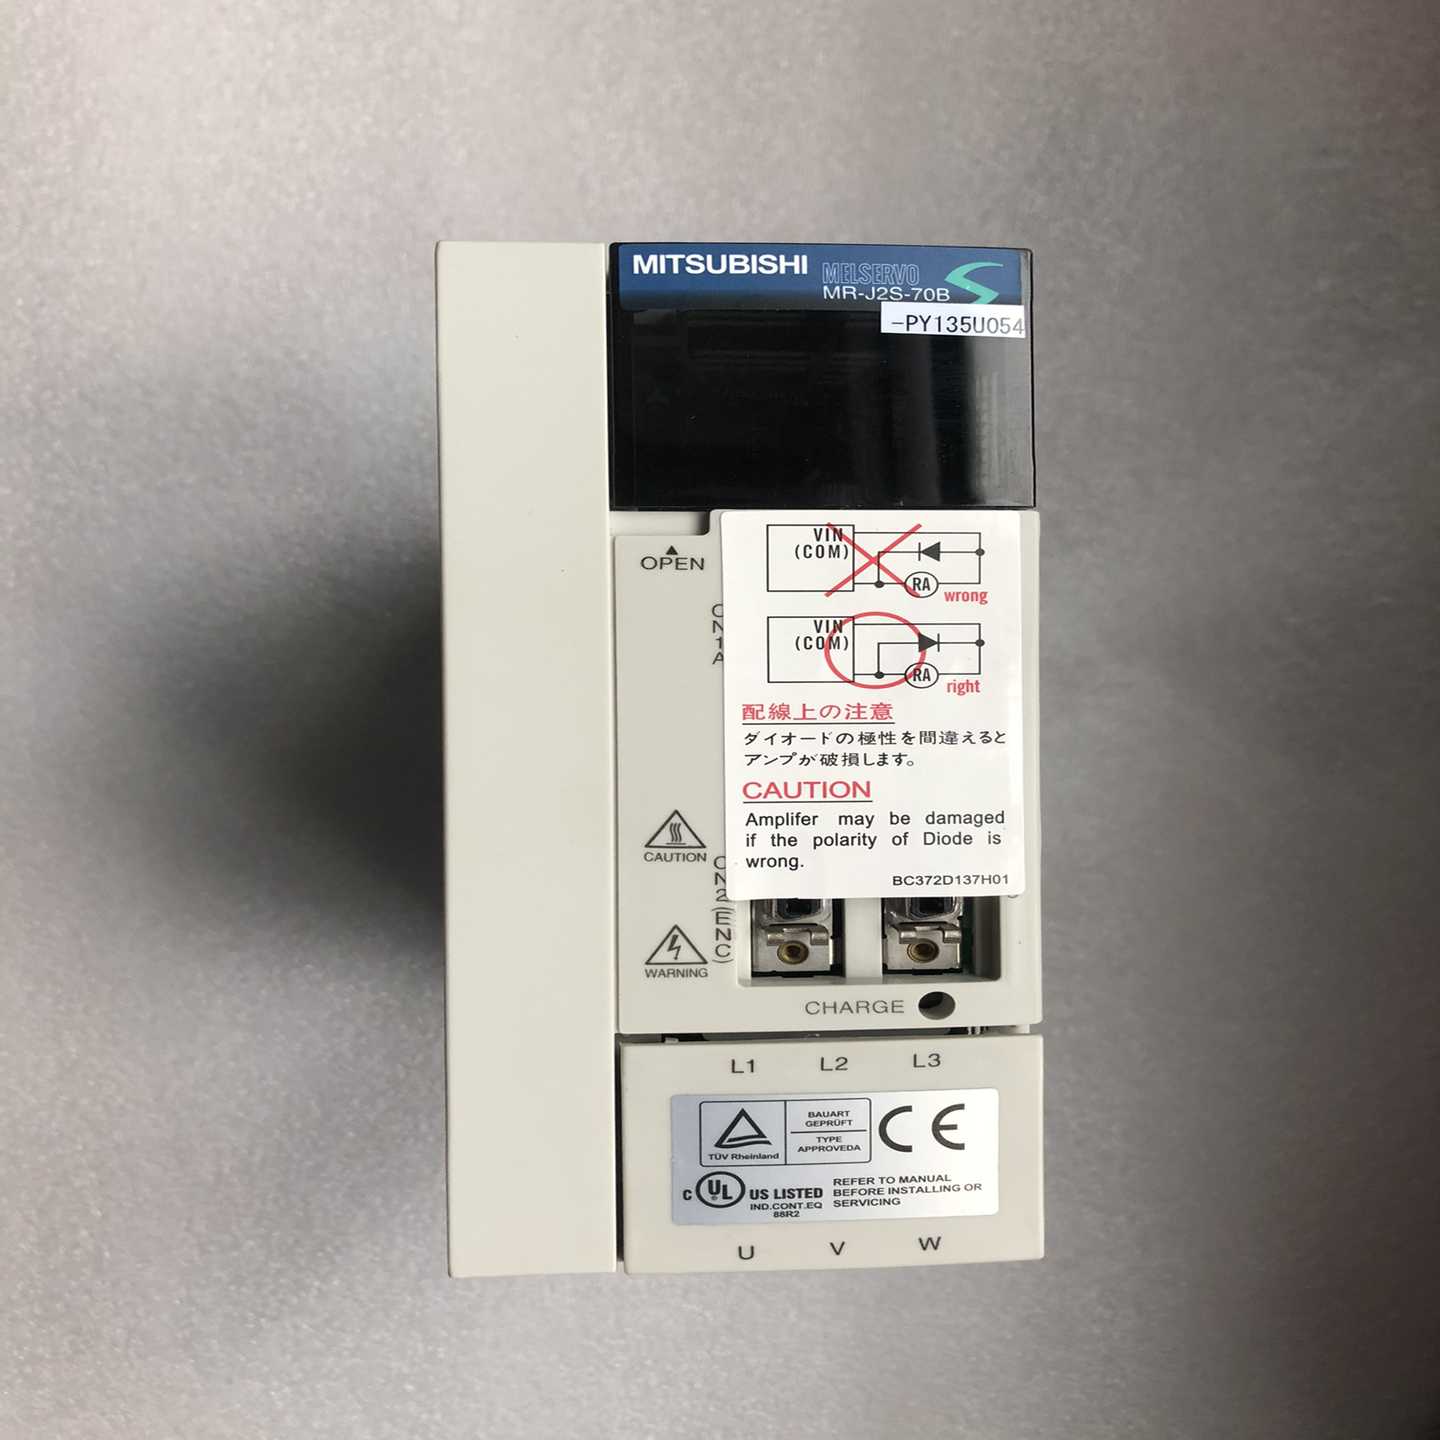 MITSUBISHI
MELSERVO
MR-J2S-70B
-PY135U054
OPEN
CN1A
VIN
(COM)
RA
wrong
VIN
(COM)
RA
right
配線上の注意
ダイオードの極性を間違えると
アンプが破損します。
CAUTION
Amplifer may be damaged
if the polarity of Diode is
wrong.
BC372D137H01
CAUTION
CN2(ENC)
WARNING
CHARGE
L1 L2 L3
TÜV Rheinland
BAUART
GEPRÜFT
TYPE
APPROVEDA
CE
C UL US LISTED
IND.CONT.EQ
88R2
REFER TO MANUAL
BEFORE INSTALLING OR
SERVICING
U V W